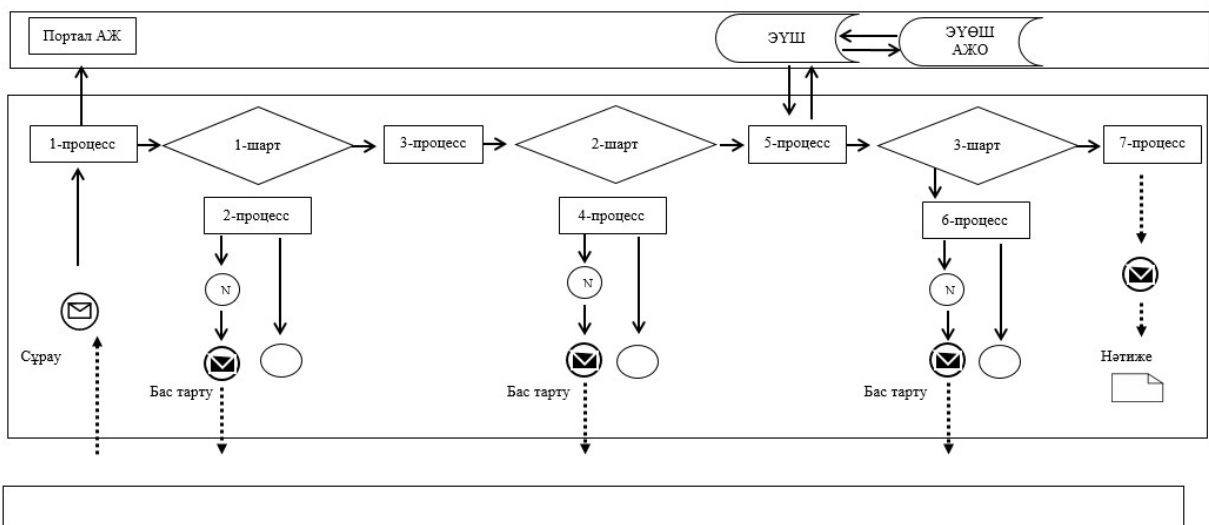 Портал АЖ
ЭҮШ
ЭҮӨШ
АЖО
1-процесс
1-шарт
3-процесс
2-шарт
5-процесс
3-шарт
7-процесс
2-процесс
4-процесс
6-процесс
N
N
N
Сұрау
Нәтиже
Бас тарту
Бас тарту
Бас тарту